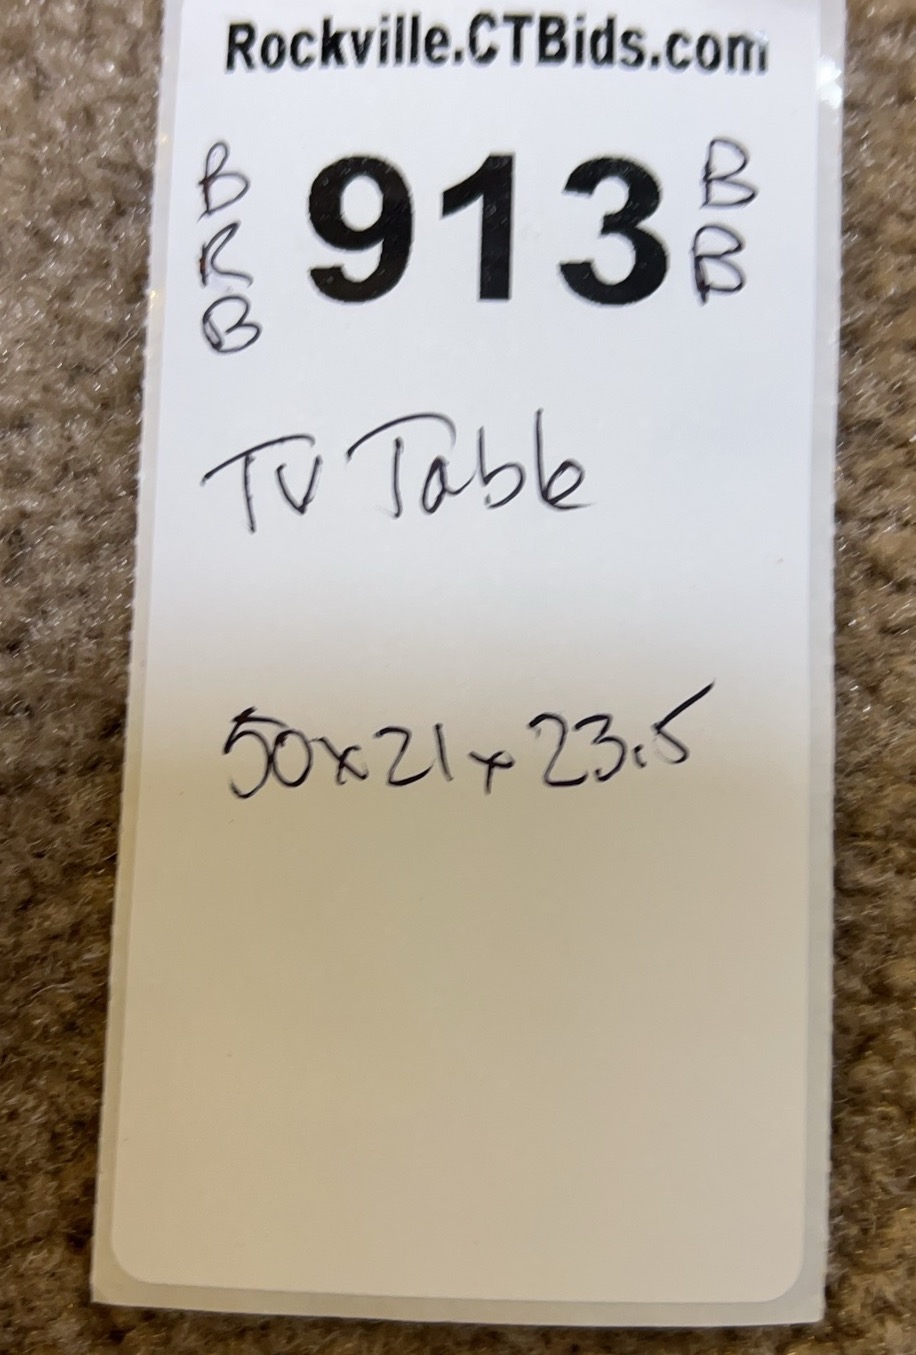 Rockville.CTBids.com
B 913 B
R B
B
TV Table
50x21x23.5